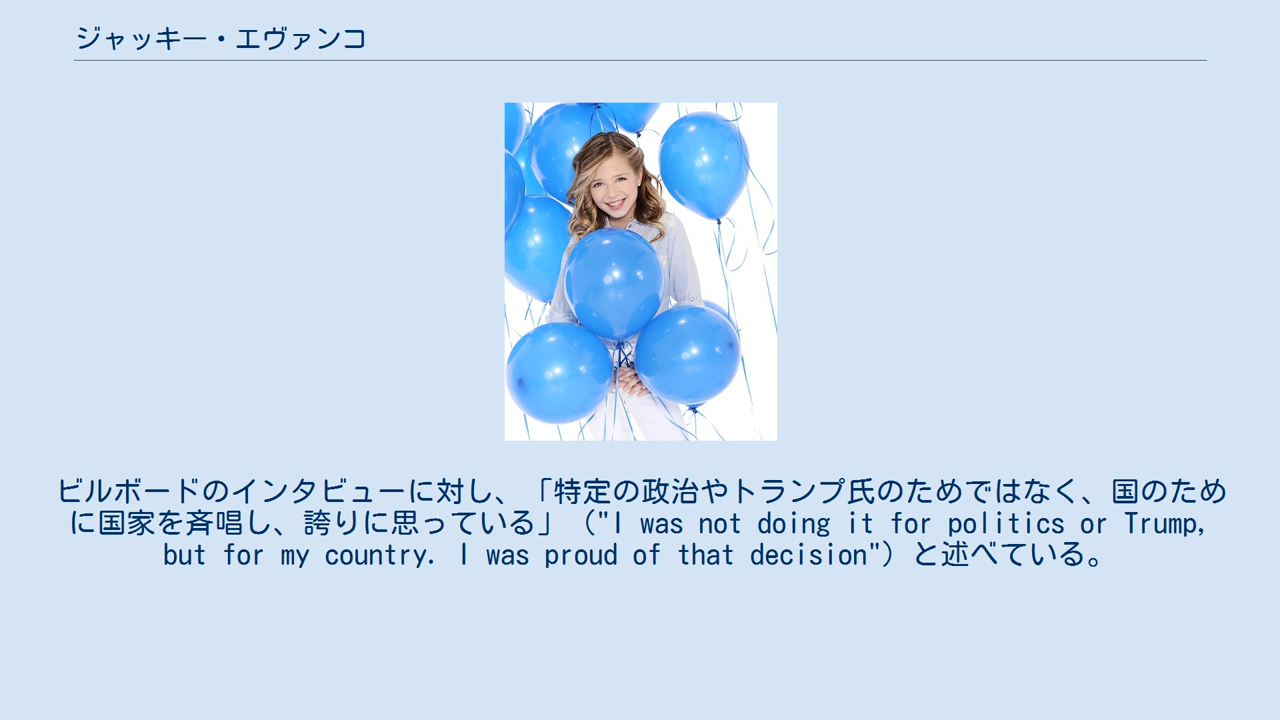 ジャッキー・エヴァンコ
ビルボードのインタビューに対し、「特定の政治やトランプ氏のためではなく、国のため
に国家を斉唱し、誇りに思っている」（"I was not doing it for politics or Trump,
but for my country. I was proud of that decision"）と述べている。